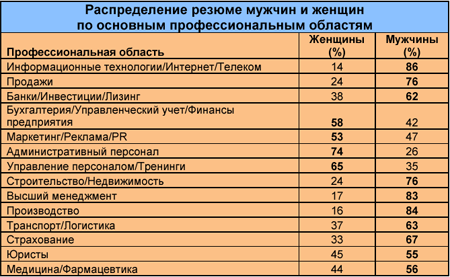 Распределение резюме мужчин и женщин
по основным профессиональным областям
Профессиональная область Женщины (%) Мужчины (%)
Информационные технологии/Интернет/Телеком 14 86
Продажи 24 76
Банки/Инвестиции/Лизинг 38 62
Бухгалтерия/Управленческий учет/Финансы
предприятия 58 42
Маркетинг/Реклама/PR 53 47
Административный персонал 74 26
Управление персоналом/Тренинги 65 35
Строительство/Недвижимость 24 76
Высший менеджмент 17 83
Производство 16 84
Транспорт/Логистика 37 63
Страхование 33 67
Юристы 45 55
Медицина/Фармацевтика 44 56